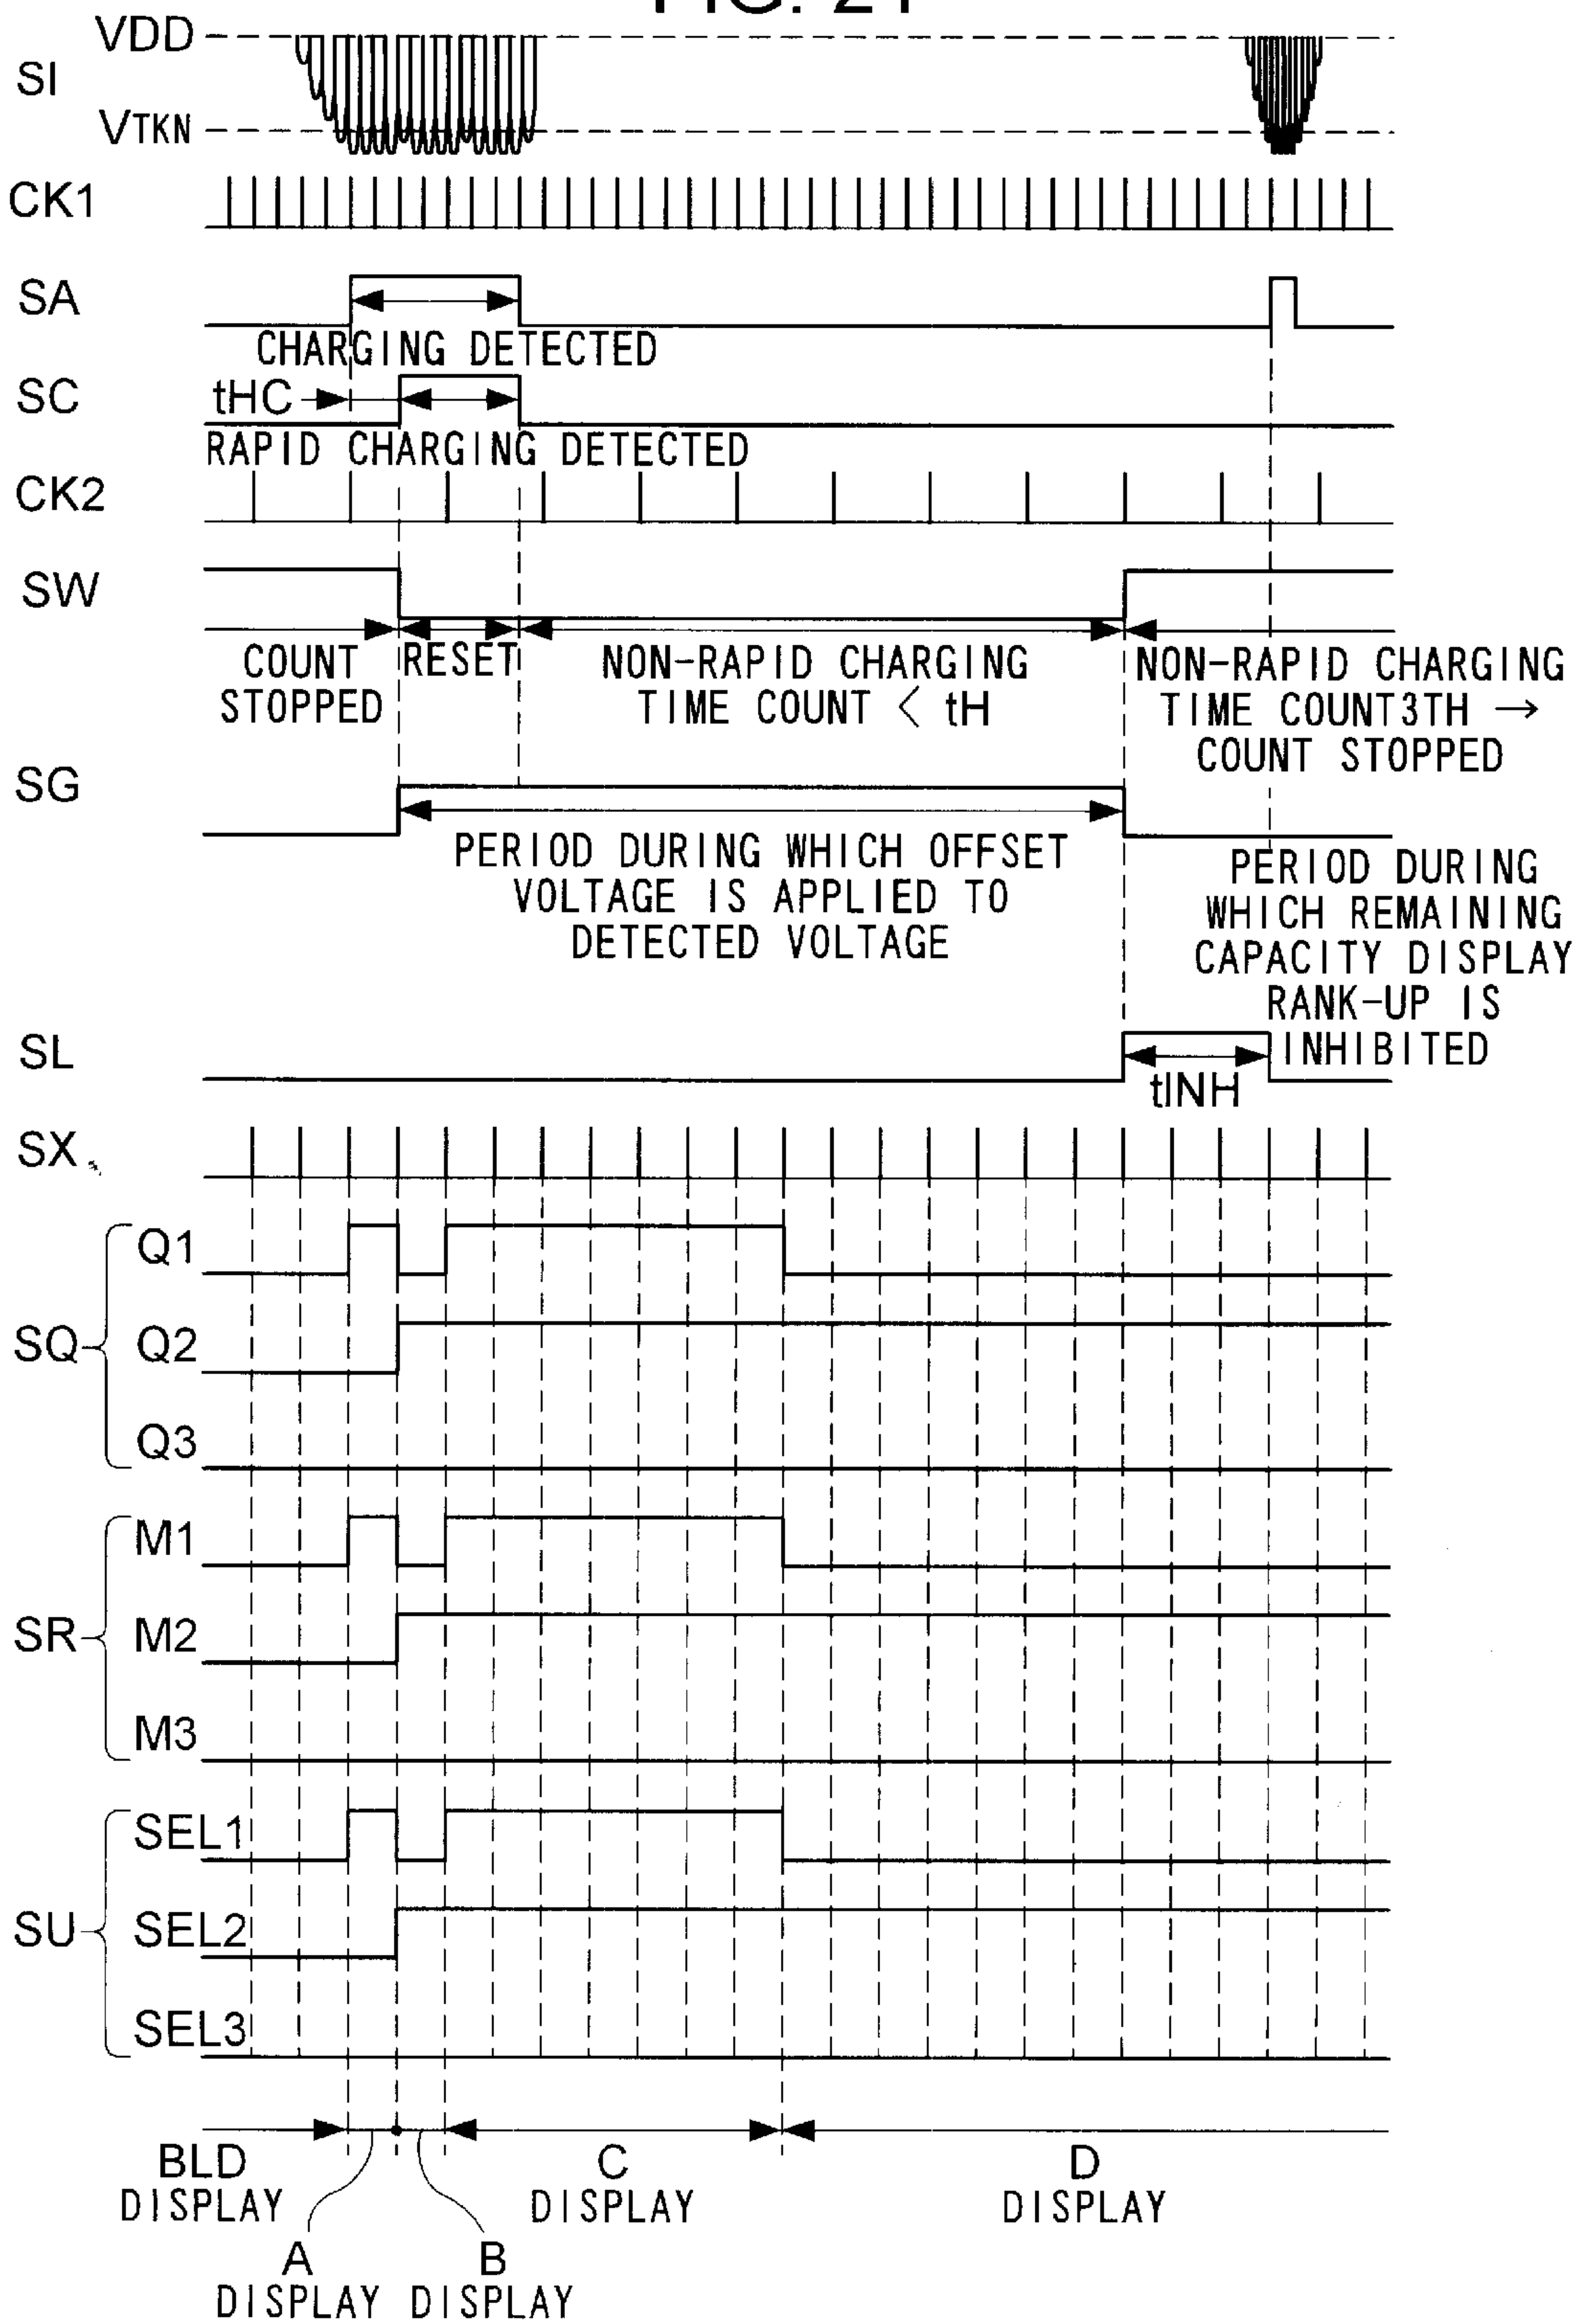 FIG. 21
VDD
SI
VTKN
CK1
SA
CHARGING DETECTED
SC
tHC
RAPID CHARGING DETECTED
CK2
SW
COUNT
STOPPED
RESET
NON-RAPID CHARGING
TIME COUNT < tH
NON-RAPID CHARGING
TIME COUNT3TH →
COUNT STOPPED
SG
PERIOD DURING WHICH OFFSET
VOLTAGE IS APPLIED TO
DETECTED VOLTAGE
PERIOD DURING
WHICH REMAINING
CAPACITY DISPLAY
RANK-UP IS
INHIBITED
SL
tINH
SX
SQ
Q1
Q2
Q3
SR
M1
M2
M3
SU
SEL1
SEL2
SEL3
BLD
DISPLAY
A
DISPLAY
B
DISPLAY
C
DISPLAY
D
DISPLAY